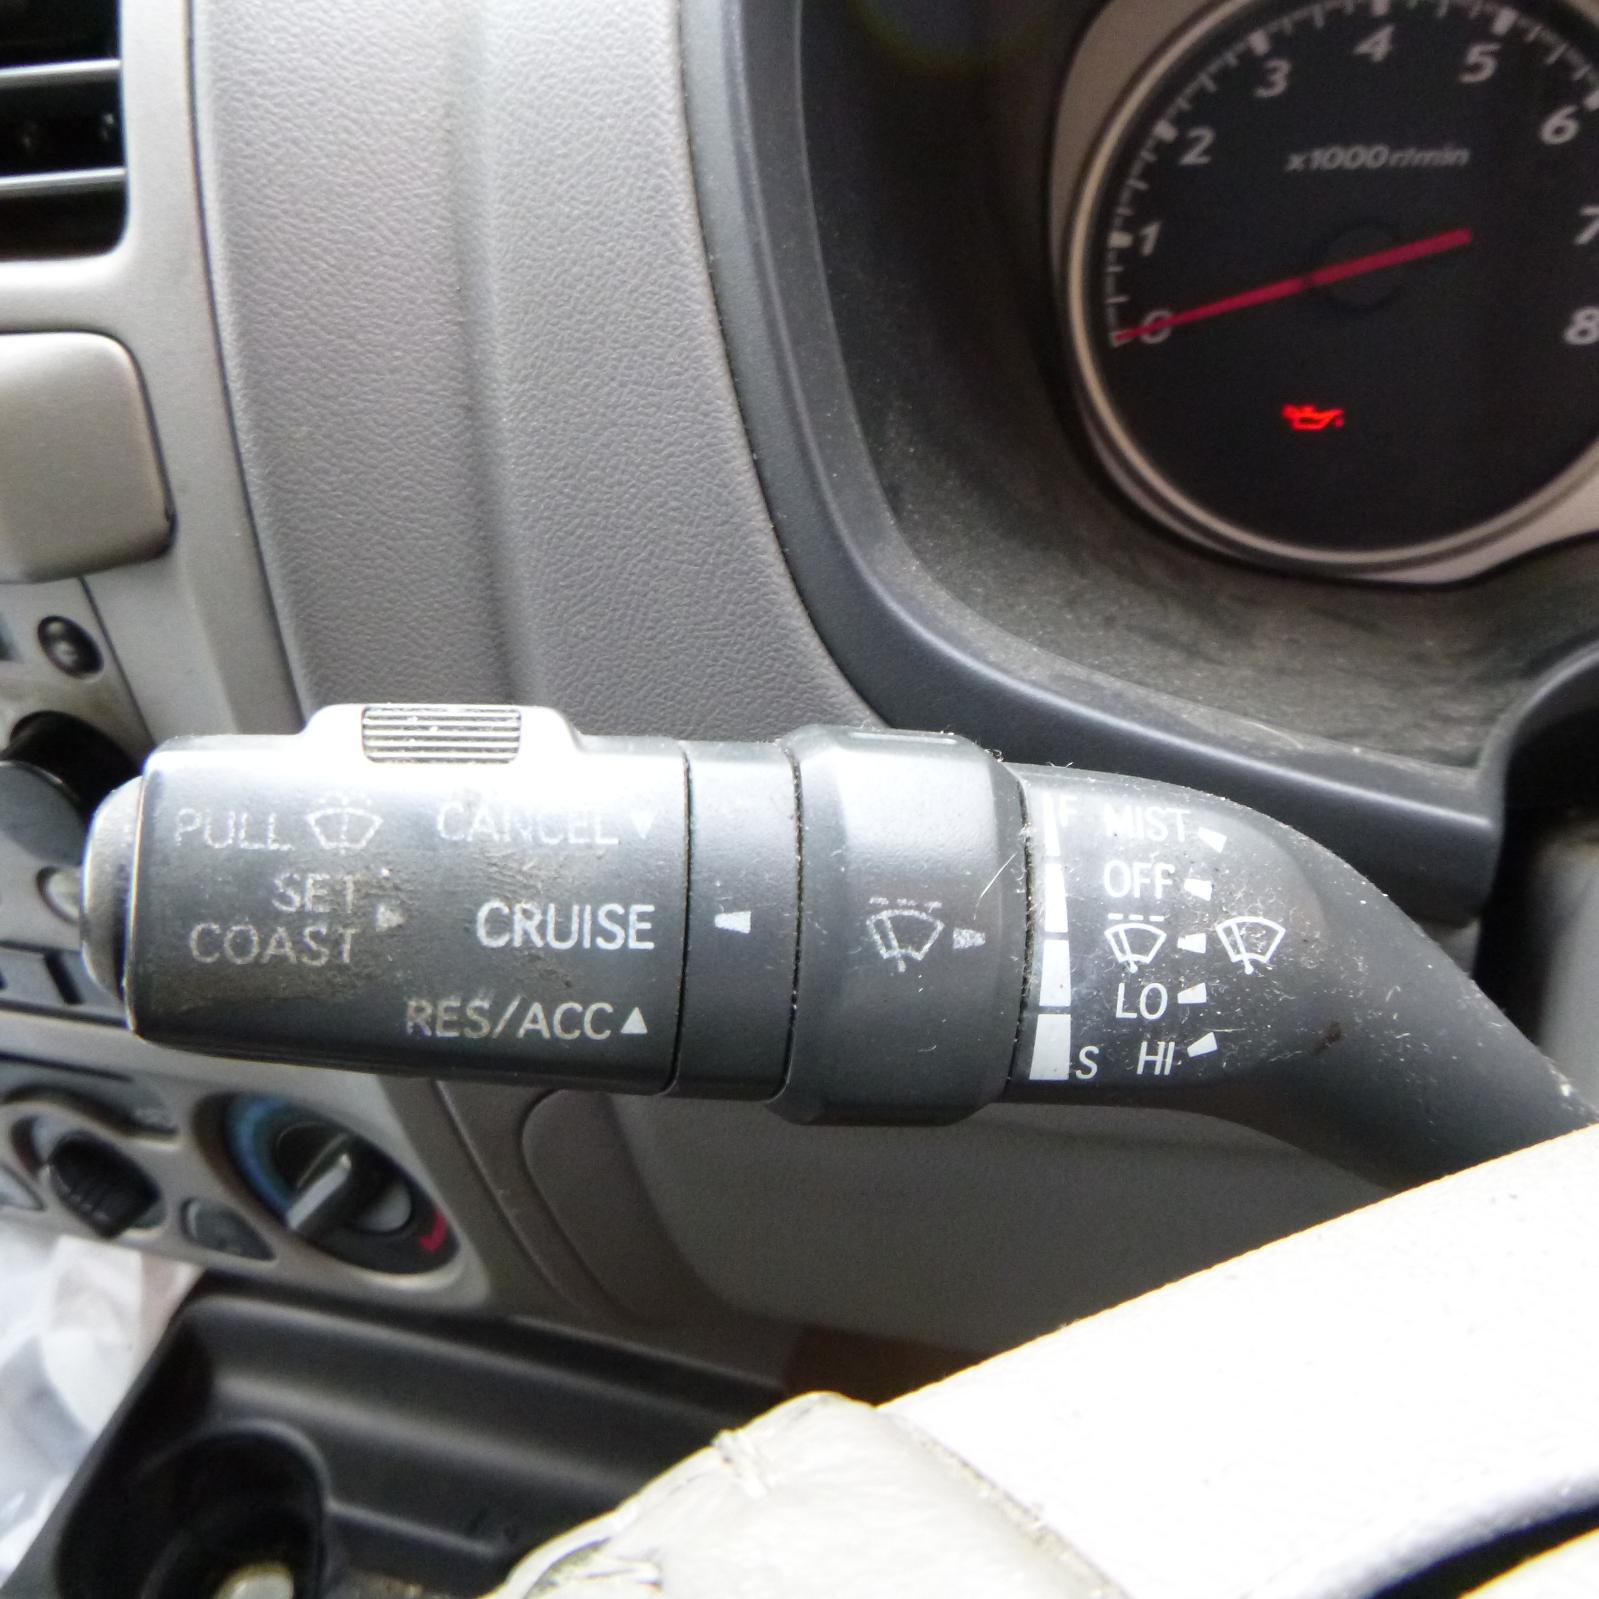 4
3
5
2
6
x1000r/min
1
7
0
8
PULL CANCEL▼
SET
COAST
CRUISE
RES/ACC▲
F
MIST
OFF
LO
S
HI